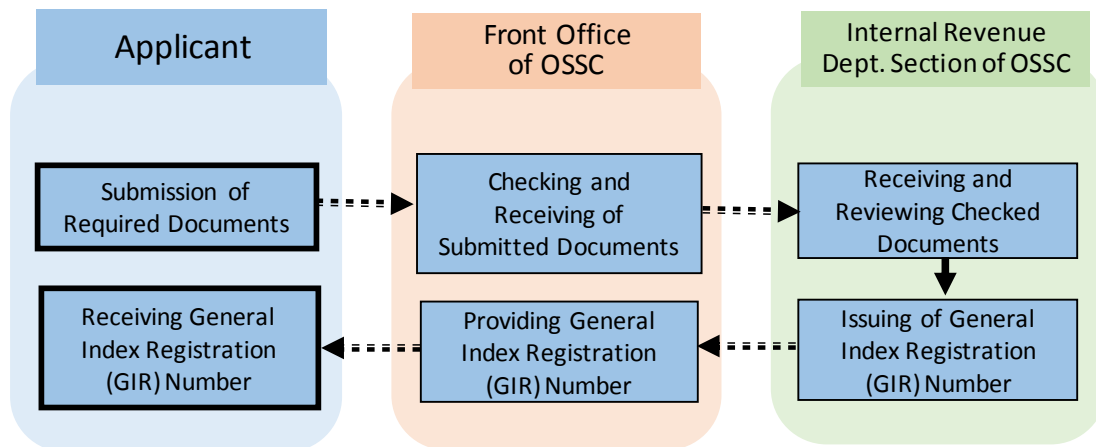 Applicant
Front Office
of OSSC
Internal Revenue
Dept. Section of OSSC
Submission of
Required Documents
Checking and
Receiving of
Submitted Documents
Receiving and
Reviewing Checked
Documents
Receiving General
Index Registration
(GIR) Number
Providing General
Index Registration
(GIR) Number
Issuing of General
Index Registration
(GIR) Number